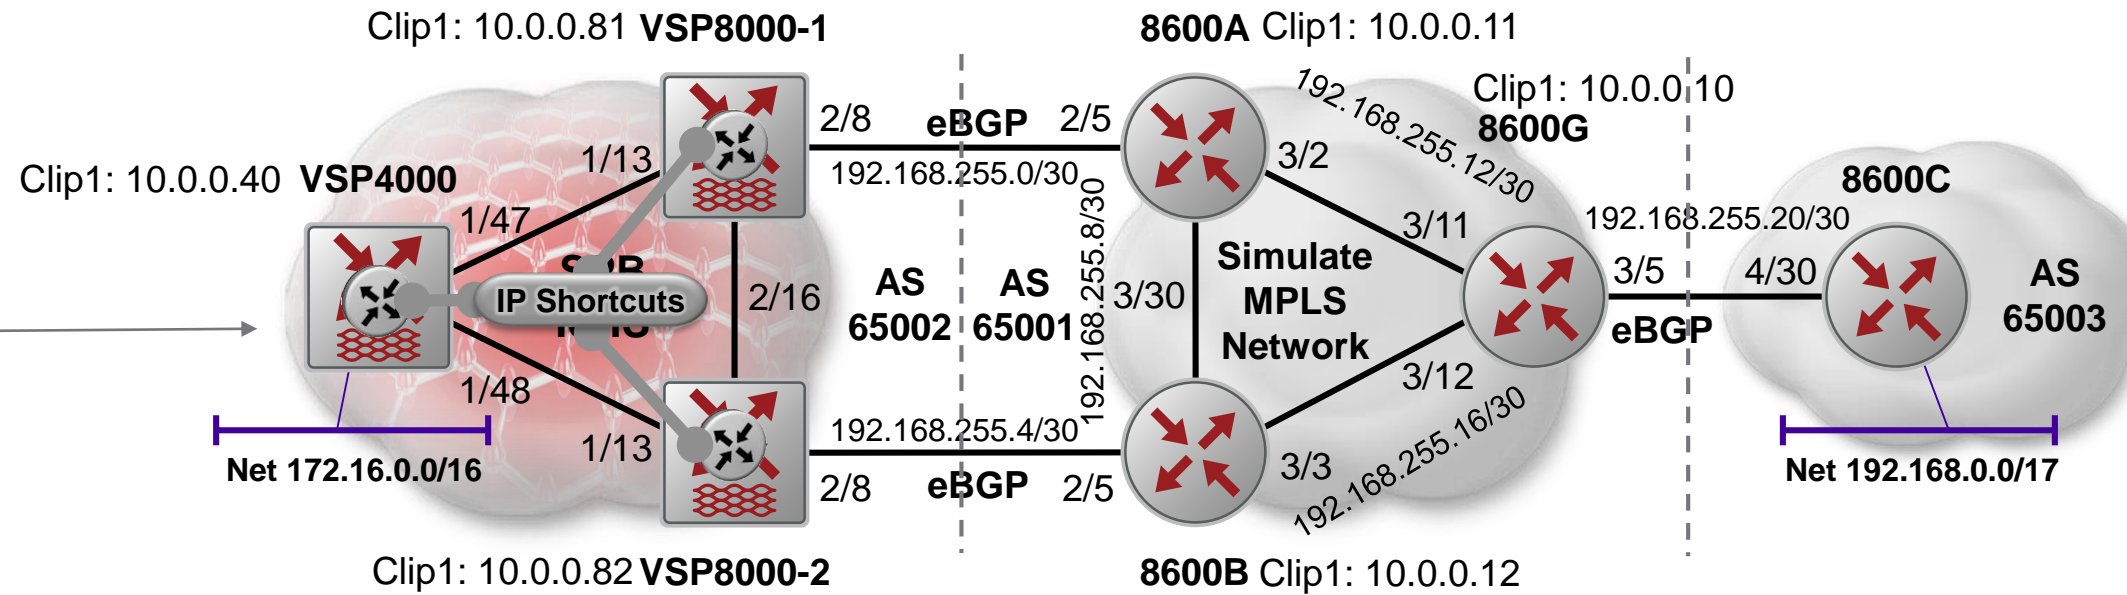 Clip1: 10.0.0.81 VSP8000-1
8600A Clip1: 10.0.0.11
Clip1: 10.0.0.10
8600G
2/8 eBGP 2/5
192.168.255.0/30
1/13
3/2
192.168.255.12/30
Clip1: 10.0.0.40 VSP4000
8600C
1/47
3/11
192.168.255.20/30
192.168.255.8/30
IP Shortcuts
2/16
AS
65002
AS
65001
3/30
Simulate
MPLS
Network
3/5
4/30
eBGP
AS
65003
1/48
3/12
1/13
192.168.255.4/30
2/8 eBGP 2/5
3/3
192.168.255.16/30
Net 172.16.0.0/16
Net 192.168.0.0/17
Clip1: 10.0.0.82 VSP8000-2
8600B Clip1: 10.0.0.12